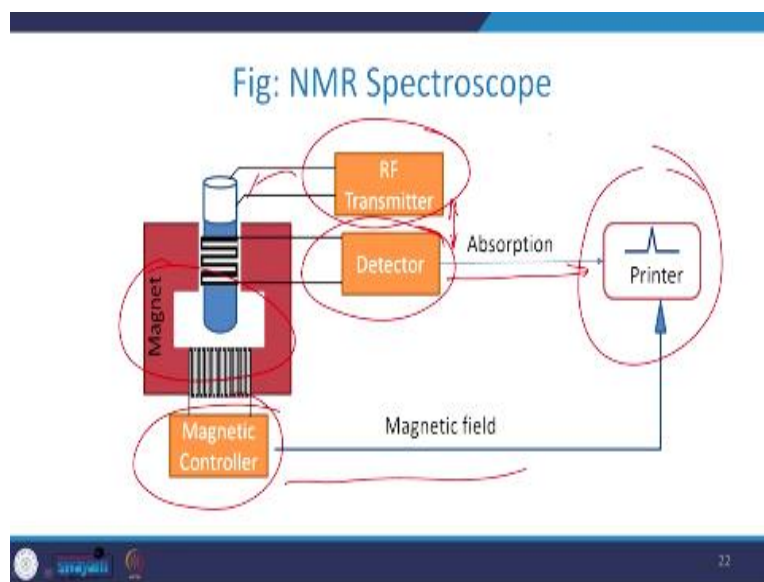 Fig: NMR Spectroscope
RF
Transmitter
Detector
Absorption
Printer
Magnet
Magnetic
Controller
Magnetic field
swayam
22